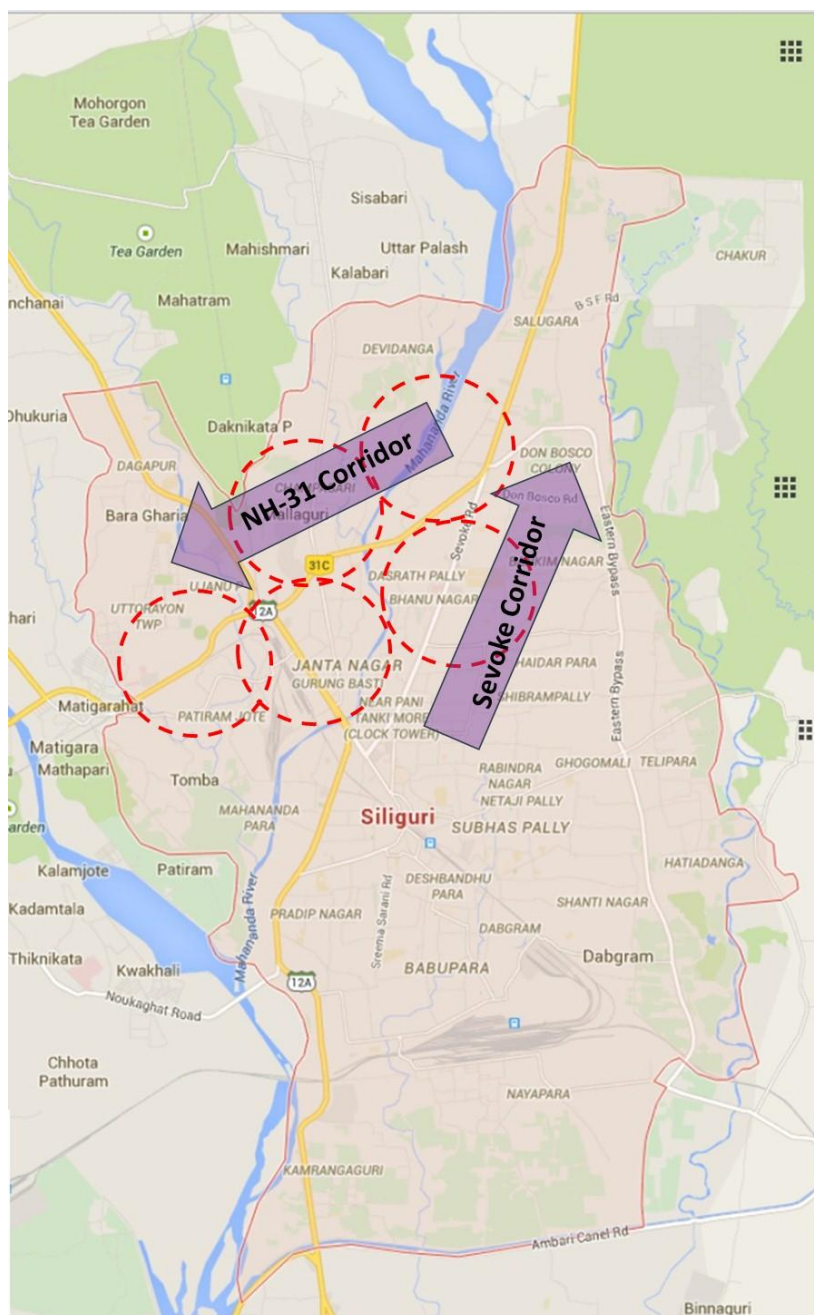 Mohorgon
Tea Garden
Sisabari
Tea Garden
Mahishmari
Uttar Palash
CHAKUR
Kalabari
nchanai
Mahatram
B S F Rd
SALUGARA
DEVIDANGA
Mahananda River
Dhukuria
Daknikata P
DAGAPUR
NH-31 Corridor
DON BOSCO
COLONY
CHAMPASARI
Don Bosco Rd
Bara Gharia
Mallaguri
Sevoke Rd
Eastern Bypass
31C
DASRATH PALLY
UJANU P
BHANU NAGAR
UTTORAYON
TWP
12A
Sevoke Corridor
hari
JANTA NAGAR
GURUNG BASTI
HAIDAR PARA
Matigarahat
PATIRAM JOTE
NEAR PANI
TANKI MORE
(CLOCK TOWER)
SHIBRAMPALLY
Eastern Bypass
Matigara
Mathapari
Tomba
RABINDRA
NAGAR
NETAJI PALLY
GHOGOMALI
TELIPARA
MAHANANDA
PARA
Siliguri
SUBHAS PALLY
arden
Kalamjote
Patiram
DESHBANDHU
PARA
HATIADANGA
Kadamtala
PRADIP NAGAR
Sreema Sarani Rd
SHANTI NAGAR
Mahananda River
DABGRAM
Thiknikata
Kwakhali
BABUPARA
Dabgram
12A
Noukaghat Road
Chhota
Pathuram
NAYAPARA
KAMRANGAGURI
Ambari Canel Rd
Binnaguri